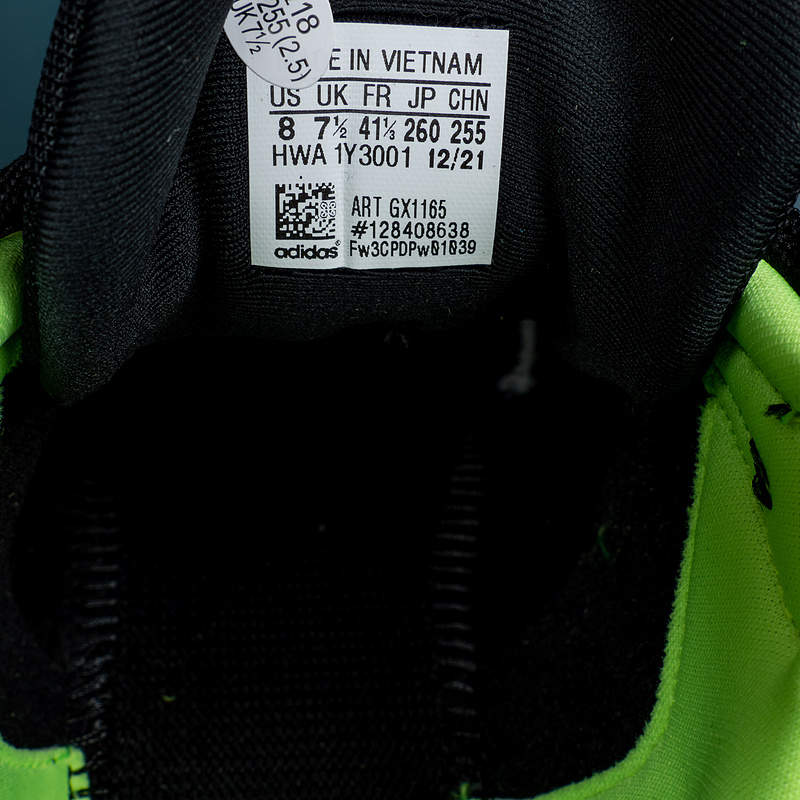 18
255(2.5)
UK7½
E IN VIETNAM
US UK FR JP CHN
8 7½ 41⅓ 260 255
HWA 1Y3001 12/21
ART GX1165
#128408638
adidas® Fw3CPDPw01039